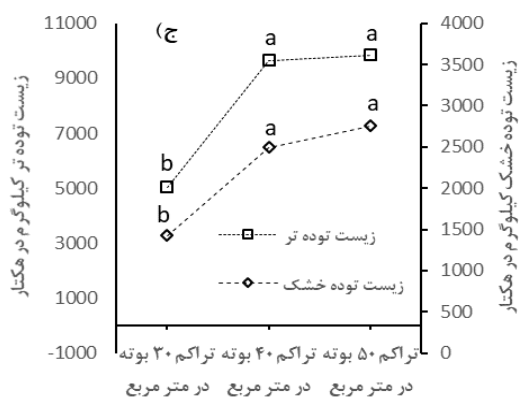 ج)
زیست توده تر کیلوگرم در هکتار
11000
9000
7000
5000
3000
1000
-1000
4000
3500
3000
2500
2000
1500
1000
500
0
زیست توده خشک کیلوگرم در هکتار
a
a
b
a
a
b
زیست توده تر
زیست توده خشک
تراکم ۳۰ بوته
در متر مربع
تراکم ۴۰ بوته
در متر مربع
تراکم ۵۰ بوته
در متر مربع